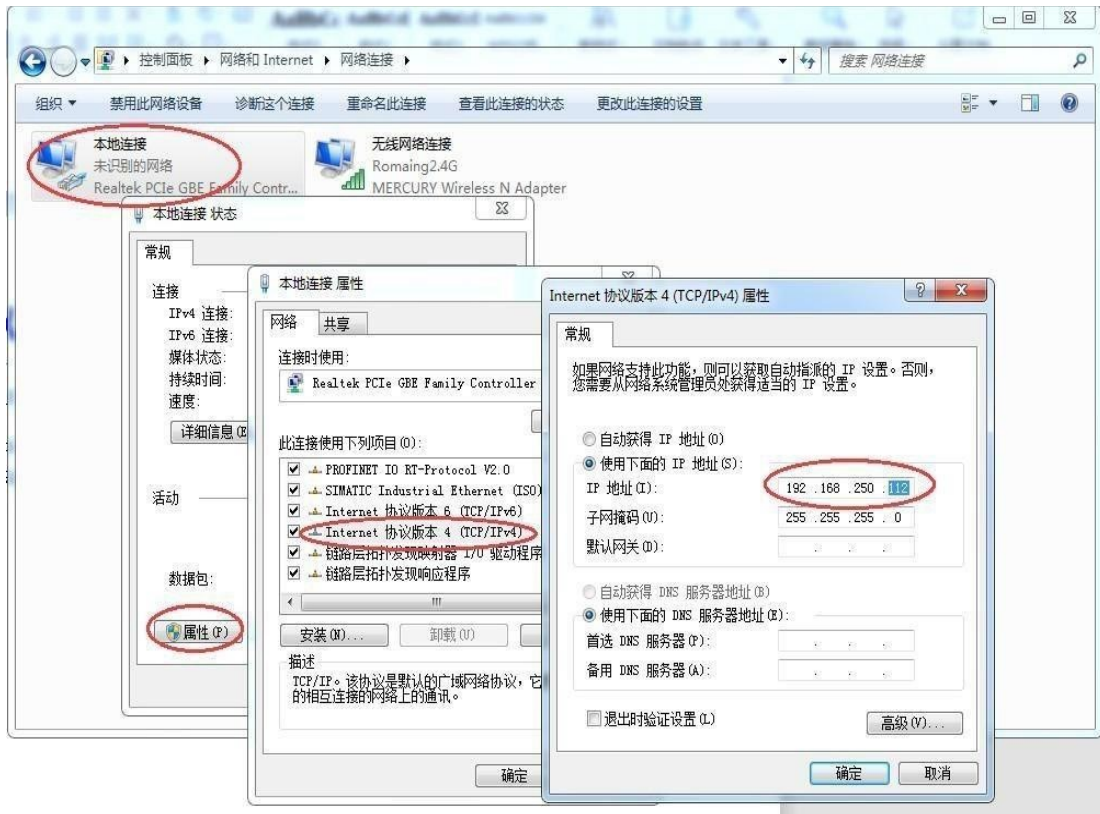 控制面板 ▸ 网络和 Internet ▸ 网络连接 ▸
搜索 网络连接
组织 禁用此网络设备 诊断这个连接 重命名此连接 查看此连接的状态 更改此连接的设置
本地连接
未识别的网络
Realtek PCIe GBE Family Contr...
无线网络连接
Romaing2.4G
MERCURY Wireless N Adapter
本地连接 状态
常规
连接
IPv4 连接:
IPv6 连接:
媒体状态:
持续时间:
速度:
详细信息(E
活动
数据包:
属性(P)
本地连接 属性
网络 共享
连接时使用:
Realtek PCIe GBE Family Controller
此连接使用下列项目(O):
PROFINET IO RT-Protocol V2.0
SIMATIC Industrial Ethernet (ISO)
Internet 协议版本 6 (TCP/IPv6)
Internet 协议版本 4 (TCP/IPv4)
链路层拓扑发现映射器 I/O 驱动程序
链路层拓扑发现响应程序
安装(N)... 卸载(U)
描述
TCP/IP。该协议是默认的广域网络协议，它
的相互连接的网络上的通讯。
确定
Internet 协议版本 4 (TCP/IPv4) 属性
常规
如果网络支持此功能，则可以获取自动指派的 IP 设置。否则，
您需要从网络系统管理员处获得适当的 IP 设置。
自动获得 IP 地址(O)
使用下面的 IP 地址(S):
IP 地址(I): 192 .168 .250 .112
子网掩码(U): 255 .255 .255 . 0
默认网关(D): . . .
自动获得 DNS 服务器地址(B)
使用下面的 DNS 服务器地址(E):
首选 DNS 服务器(P): . . .
备用 DNS 服务器(A): . . .
退出时验证设置(L)
高级(V)...
确定 取消